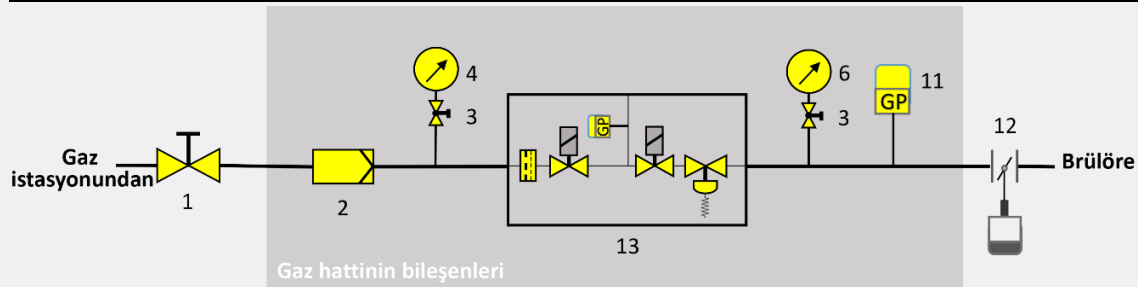 4
3
6
3
11
GP
GP
12
Gaz
istasyonundan
Brülöre
1
2
13
Gaz hattinin bileşenleri